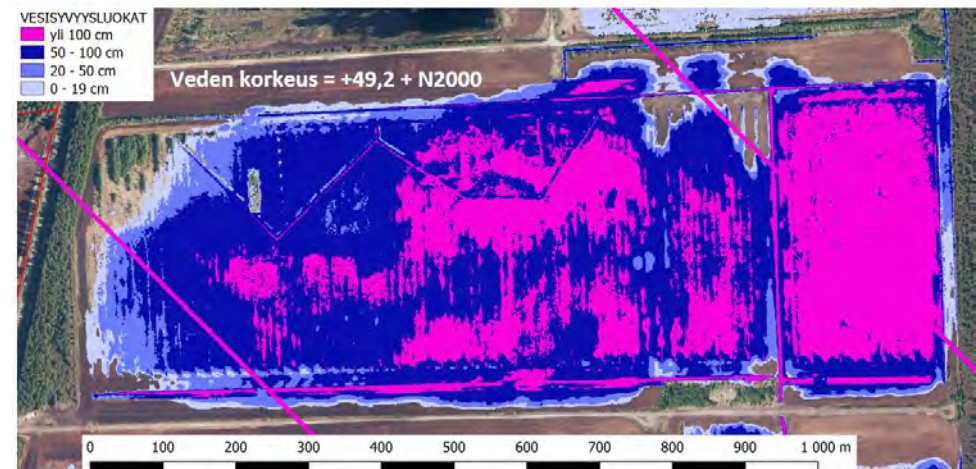 VESISYVYYSLUOKAT
yli 100 cm
50 - 100 cm
20 - 50 cm
0 - 19 cm
Veden korkeus = +49,2 + N2000
0 100 200 300 400 500 600 700 800 900 1 000 m